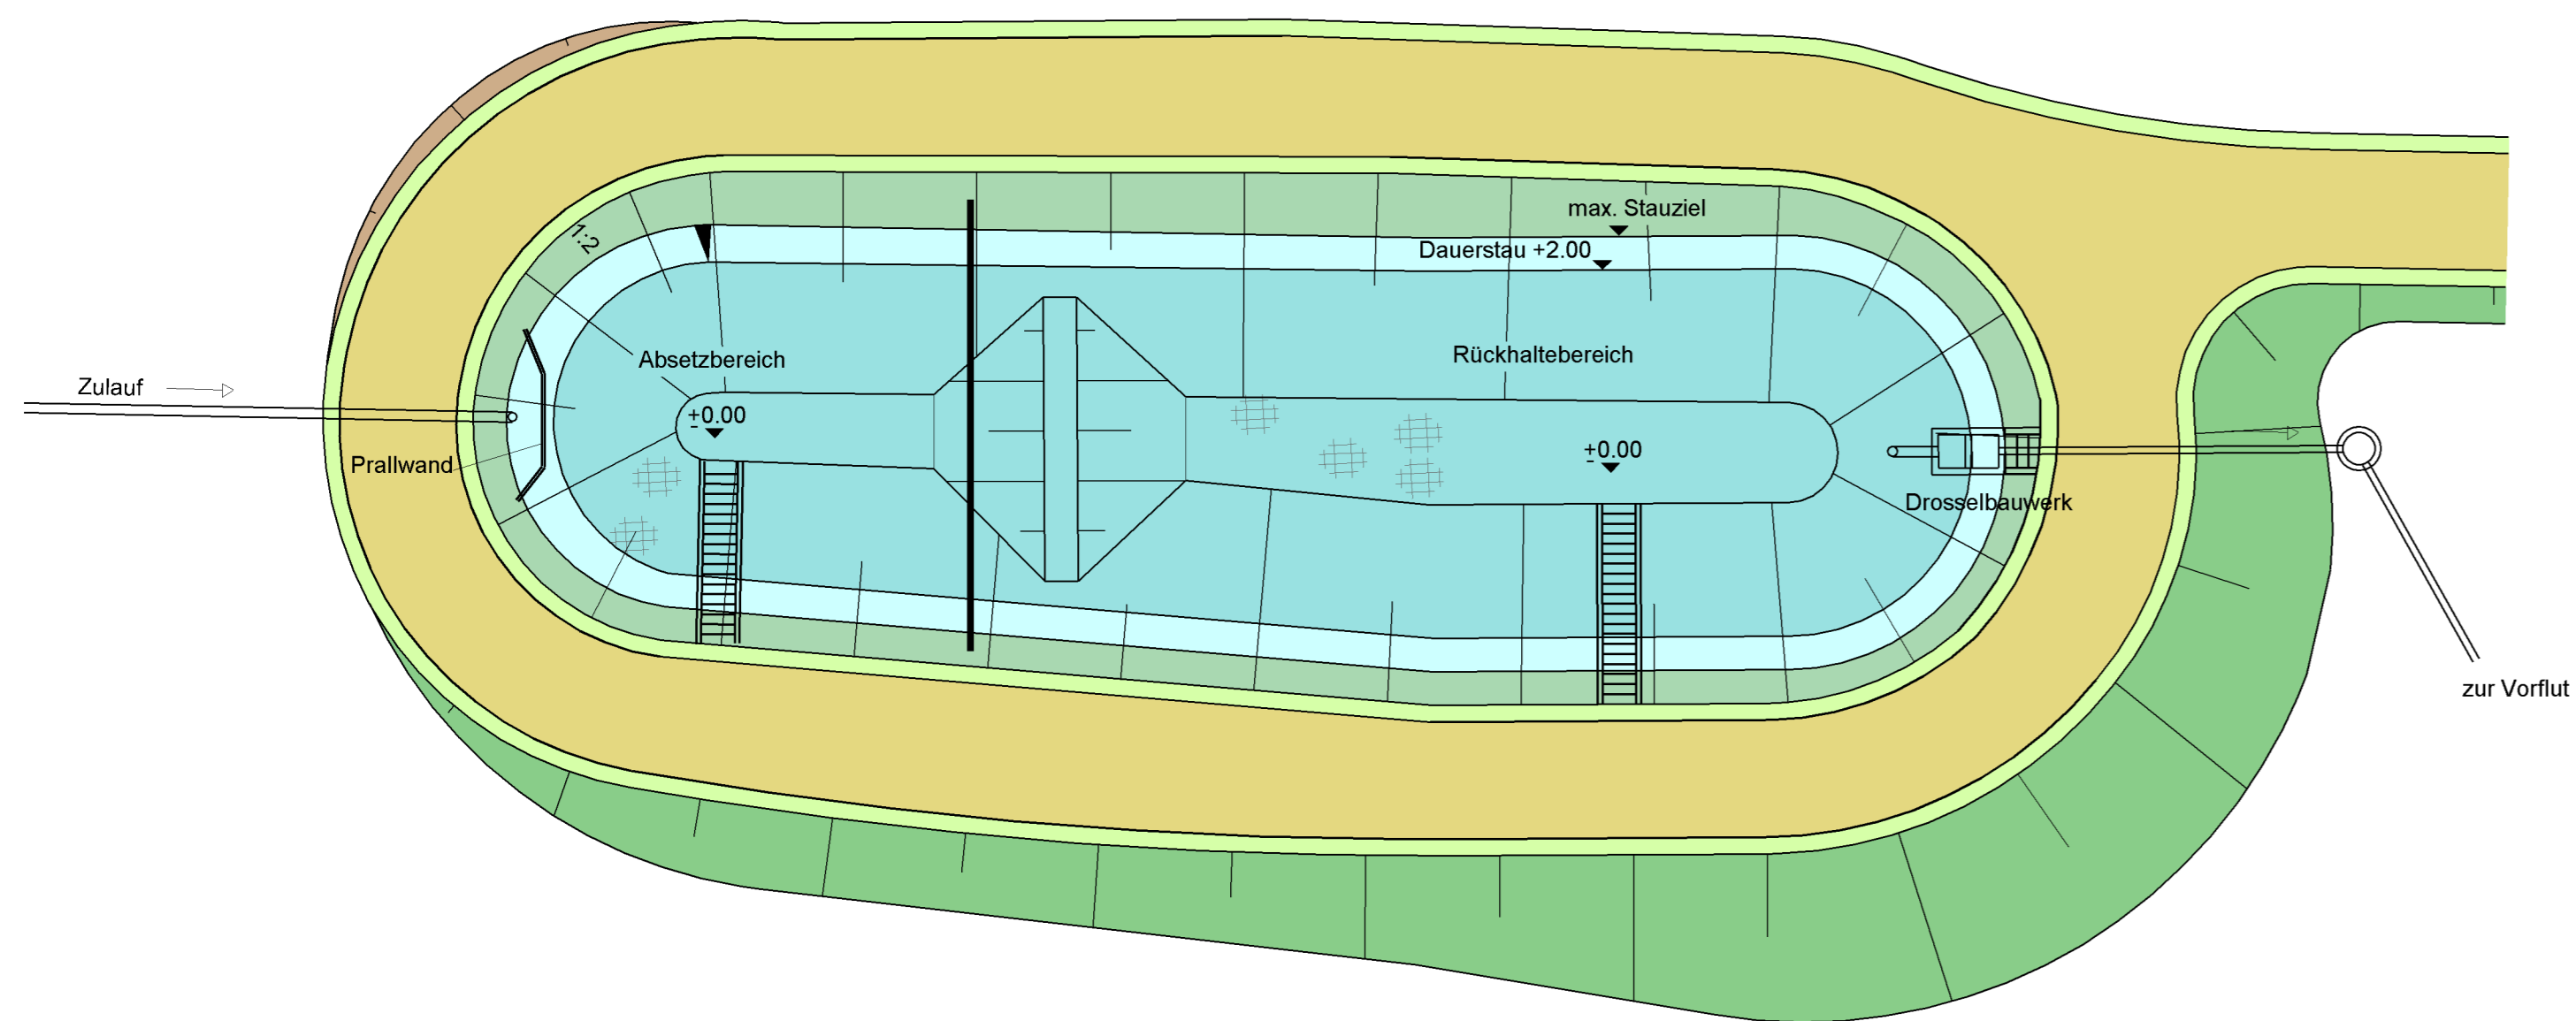 max. Stauziel
1:2
Dauerstau +2.00
Absetzbereich
Rückhaltebereich
Zulauf
±0.00
±0.00
Prallwand
Drosselbauwerk
zur Vorflut